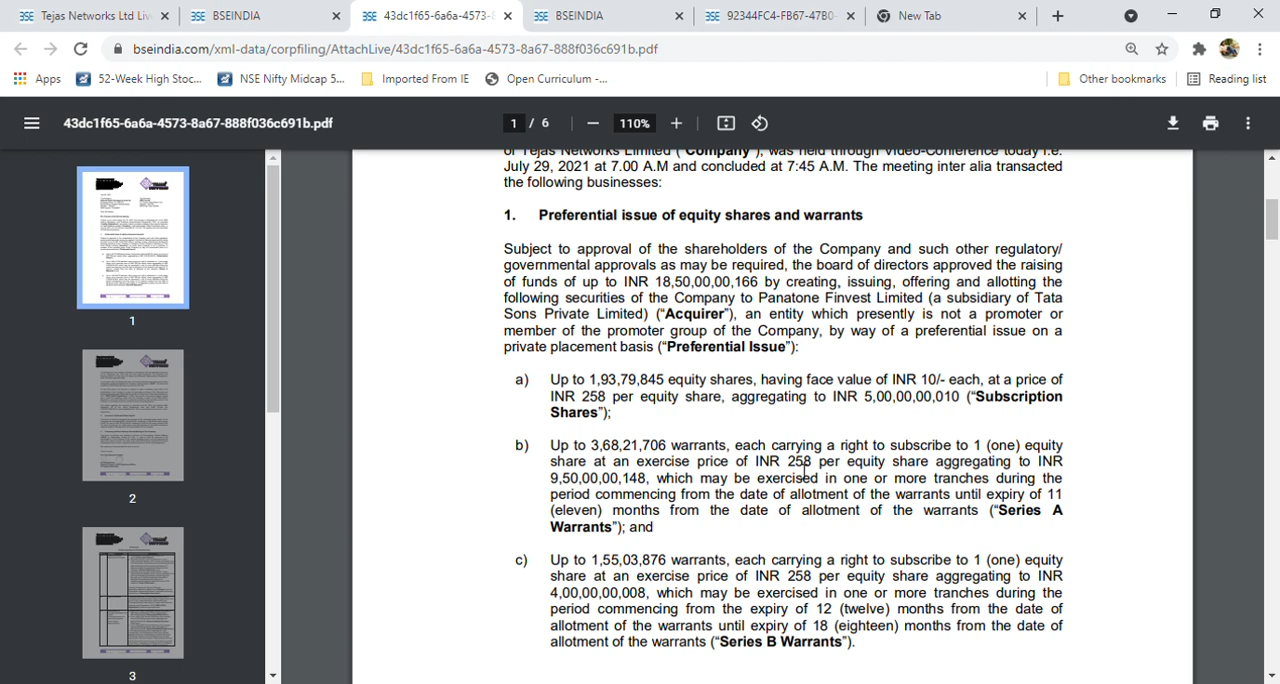 Tejas Networks Ltd Liv
BSEINDIA
43dc1f65-6a6a-4573-8
BSEINDIA
92344FC4-FB67-47B0-
New Tab
bseindia.com/xml-data/corpfiling/AttachLive/43dc1f65-6a6a-4573-8a67-888f036c691b.pdf
Apps
52-Week High Stoc...
NSE Nifty Midcap 5...
Imported From IE
Open Curriculum -...
Other bookmarks
Reading list
43dc1f65-6a6a-4573-8a67-888f036c691b.pdf
1 / 6
110%
1
2
3
of Tejas Networks Limited ("Company"), was held through Video-Conference today i.e.
July 29, 2021 at 7.00 A.M and concluded at 7:45 A.M. The meeting inter alia transacted
the following businesses:
1. Preferential issue of equity shares and warrants
Subject to approval of the shareholders of the Company and such other regulatory/
governmental approvals as may be required, the board of directors approved the raising
of funds of up to INR 18,50,00,00,166 by creating, issuing, offering and allotting the
following securities of the Company to Panatone Finvest Limited (a subsidiary of Tata
Sons Private Limited) ("Acquirer"), an entity which presently is not a promoter or
member of the promoter group of the Company, by way of a preferential issue on a
private placement basis ("Preferential Issue"):
a) Up to 1,93,79,845 equity shares, having face value of INR 10/- each, at a price of
INR 258 per equity share, aggregating to INR 5,00,00,00,010 ("Subscription
Shares");
b) Up to 3,68,21,706 warrants, each carrying a right to subscribe to 1 (one) equity
share at an exercise price of INR 258 per equity share aggregating to INR
9,50,00,00,148, which may be exercised in one or more tranches during the
period commencing from the date of allotment of the warrants until expiry of 11
(eleven) months from the date of allotment of the warrants ("Series A
Warrants"); and
c) Up to 1,55,03,876 warrants, each carrying a right to subscribe to 1 (one) equity
share at an exercise price of INR 258 per equity share aggregating to INR
4,00,00,00,008, which may be exercised in one or more tranches during the
period commencing from the expiry of 12 (twelve) months from the date of
allotment of the warrants until expiry of 18 (eighteen) months from the date of
allotment of the warrants ("Series B Warrants").